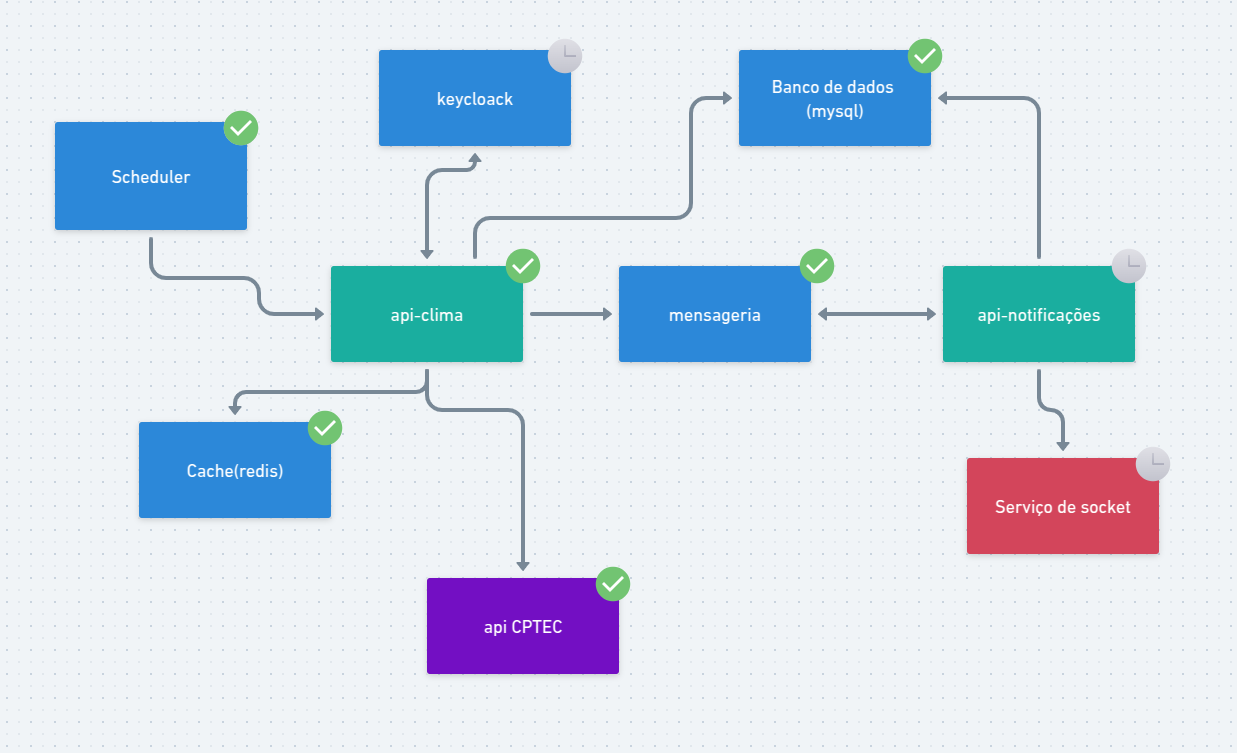 keycloack
Banco de dados
(mysql)
Scheduler
api-clima
mensageria
api-notificações
Cache(redis)
Serviço de socket
api CPTEC